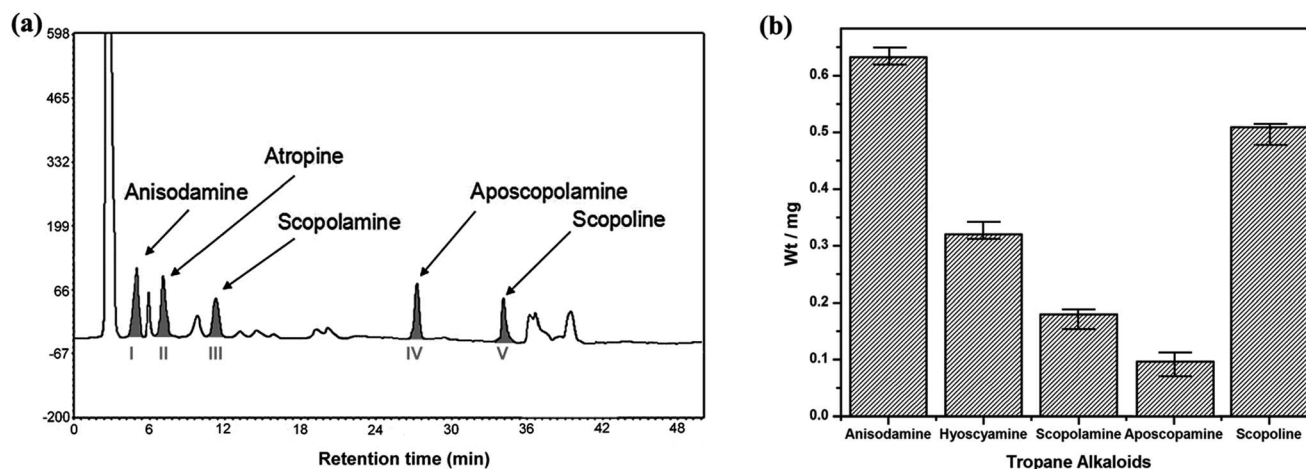 (a)
598
465
332
199
66
-67
-200
Anisodamine
Atropine
Scopolamine
Aposcopolamine
Scopoline
I II III IV V
0 6 12 18 24 30 36 42 48
Retention time (min)
(b)
Wt / mg
0.6
0.5
0.4
0.3
0.2
0.1
0.0
Anisodamine Hyoscyamine Scopolamine Aposcopamine Scopoline
Tropane Alkaloids